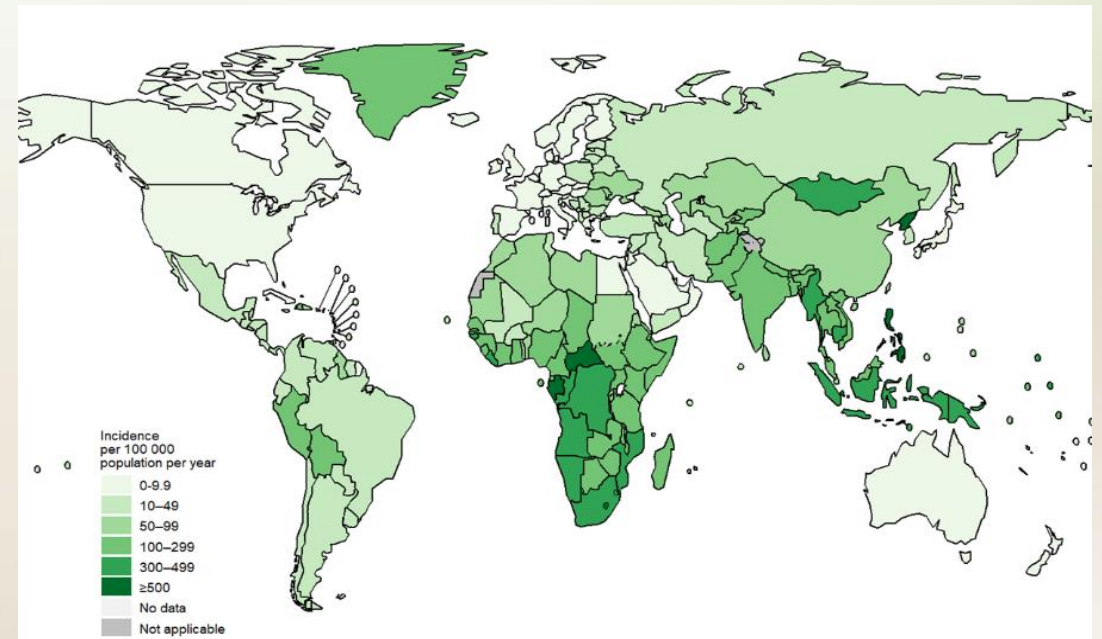 Incidence
per 100 000
population per year
0-9.9
10–49
50–99
100–299
300–499
≥500
No data
Not applicable